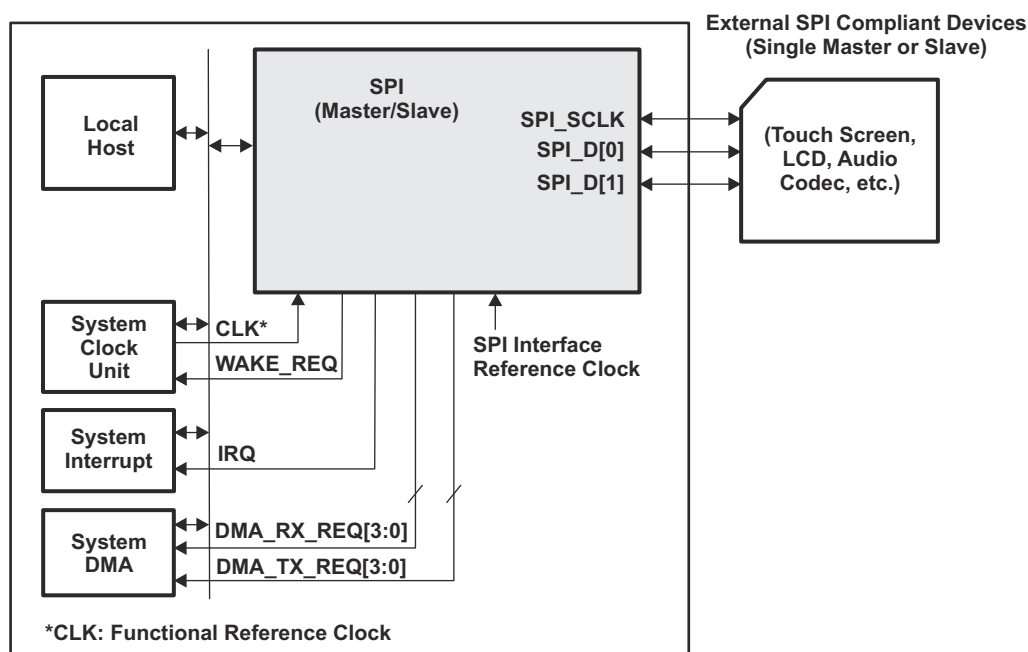 External SPI Compliant Devices
(Single Master or Slave)
SPI
(Master/Slave)
Local
Host
SPI_SCLK
SPI_D[0]
SPI_D[1]
(Touch Screen,
LCD, Audio
Codec, etc.)
System
Clock
Unit
CLK*
WAKE_REQ
SPI Interface
Reference Clock
System
Interrupt
IRQ
System
DMA
DMA_RX_REQ[3:0]
DMA_TX_REQ[3:0]
*CLK: Functional Reference Clock